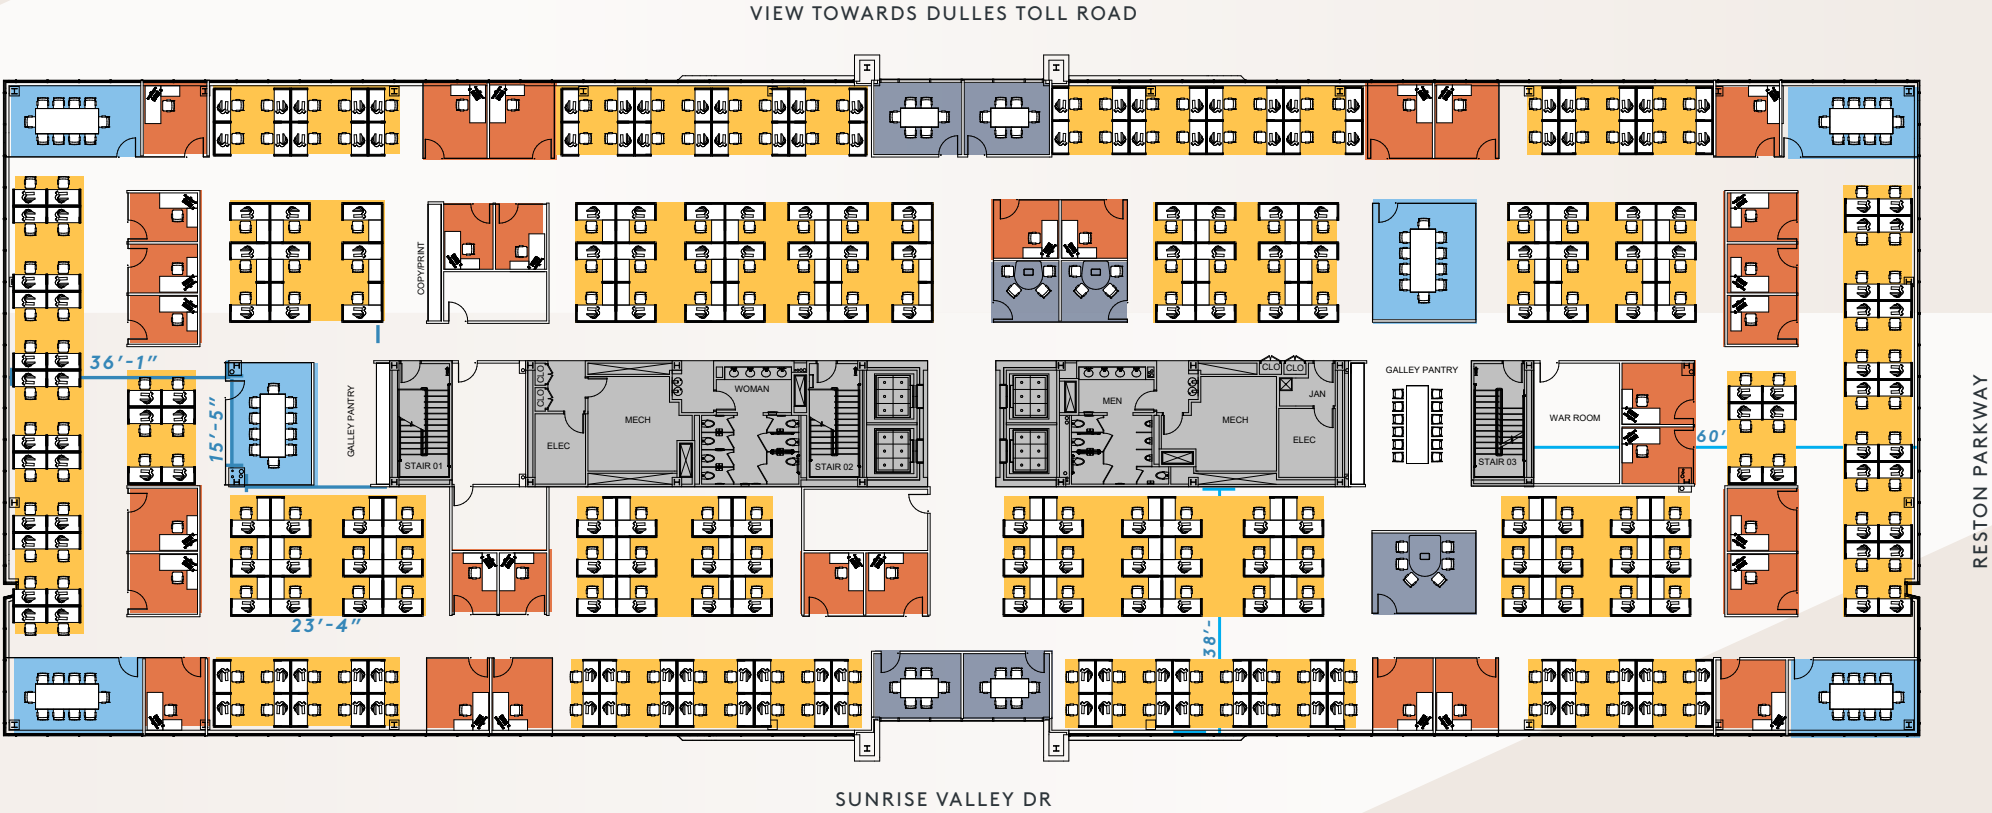 VIEW TOWARDS DULLES TOLL ROAD
COPY/PRINT
36'-1"
15'-5"
GALLEY PANTRY
STAIR 01
CLO
CLO
ELEC
MECH
WOMAN
STAIR 02
MEN
MECH
CLO
CLO
JAN
ELEC
GALLEY PANTRY
STAIR 03
WAR ROOM
60'
RESTON PARKWAY
23'-4"
38'-
SUNRISE VALLEY DR